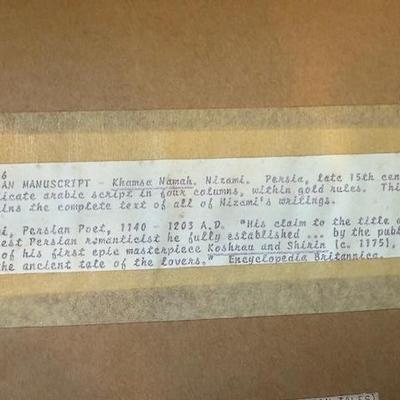 6
AN MANUSCRIPT - Khamsa Namah, Nizami. Persia, late 15th cen
icate arabic script in four columns, within gold rules. Thi
ins the complete text of all of Nizami's writings.
i, Persian Poet, 1140 - 1203 A.D. "His claim to the title o
est Persian romanticist he fully established ... by the pub
of his first epic masterpiece Koshrau and Shirin (c. 1175),
he ancient tale of the lovers." Encyclopedia Britannica.